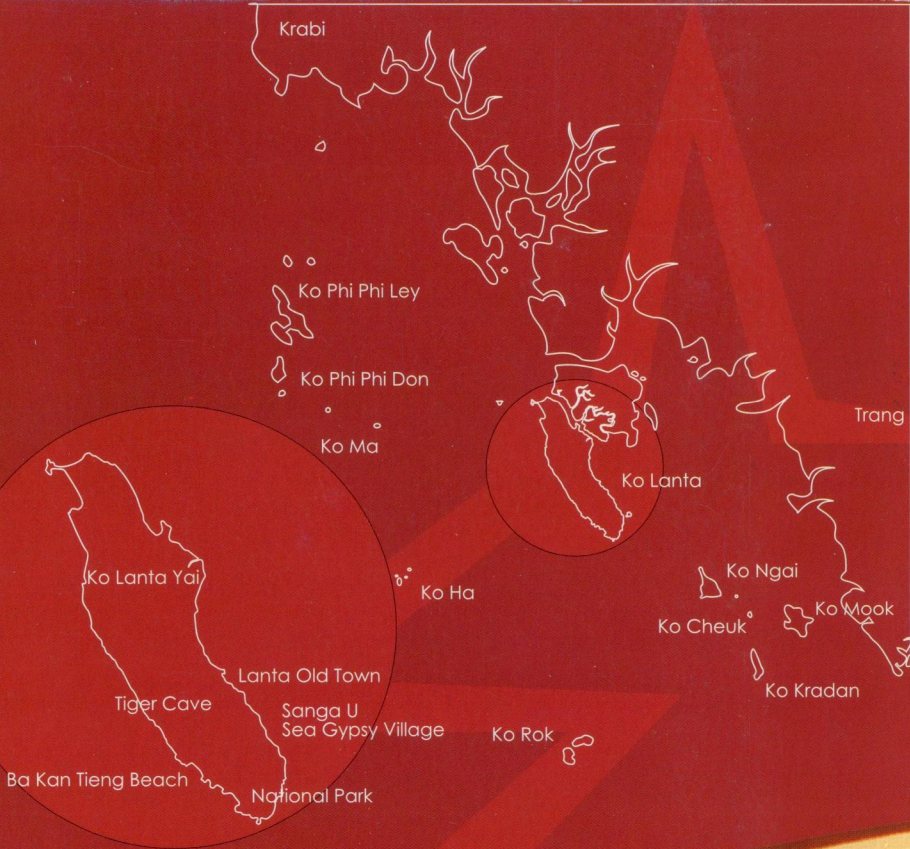 Krabi
Ko Phi Phi Ley
Ko Phi Phi Don
Trang
Ko Ma
Ko Lanta
Ko Ngai
Ko Lanta Yai
Ko Ha
Ko Mook
Ko Cheuk
Lanta Old Town
Ko Kradan
Tiger Cave
Sanga U
Sea Gypsy Village
Ko Rok
Ba Kan Tieng Beach
National Park